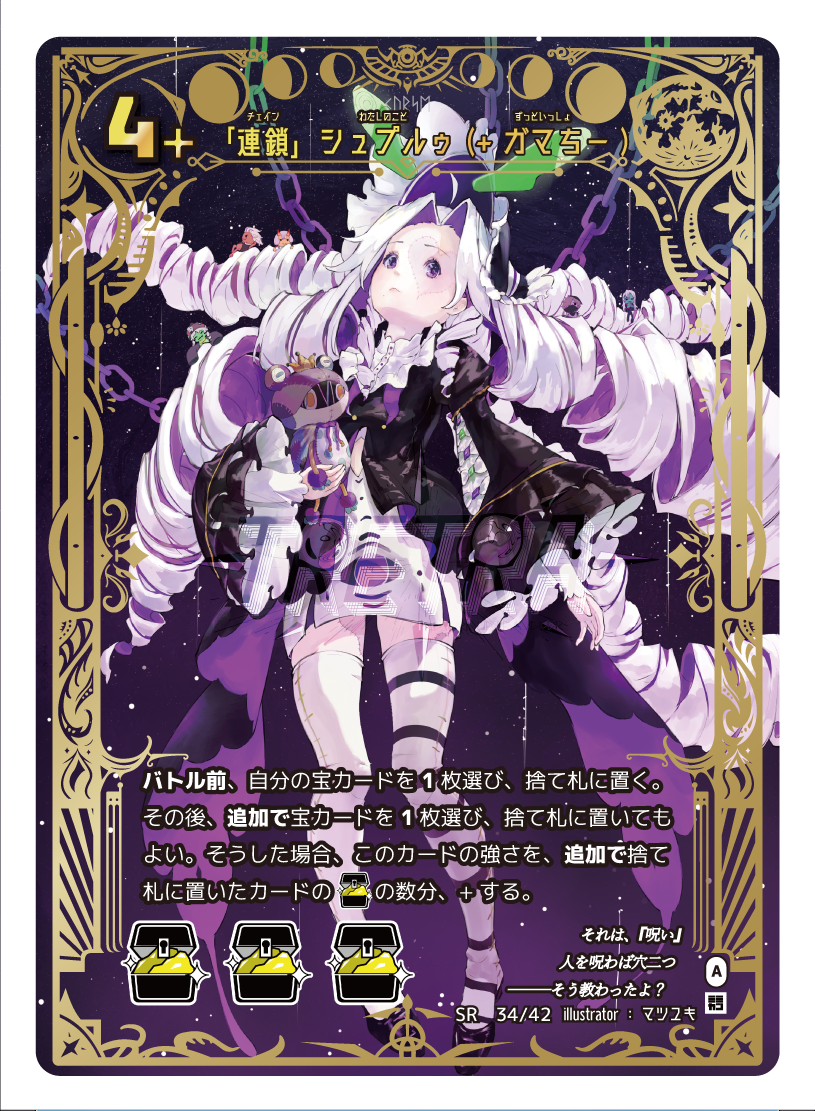 4+ 「連鎖」 シュプルゥ (+ ガマちー )
チェイン わたしのこと ずっといっしょ
TRETRA
バトル前、自分の宝カードを1枚選び、捨て札に置く。
その後、追加で宝カードを1枚選び、捨て札に置いても
よい。そうした場合、このカードの強さを、追加で捨て
札に置いたカードの の数分、+する。
それは、『呪い』
人を呪わば穴二つ
───そう教わったよ?
A
SR 34/42 illustrator : マツユキ